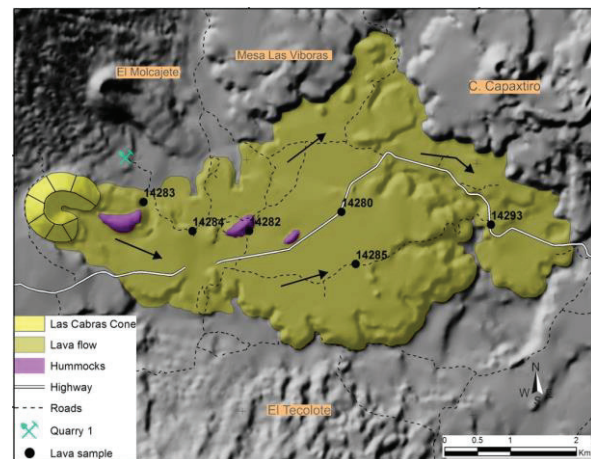 Mesa Las Viboras
El Molcajete
C. Capaxtiro
14283
14284
14282
14280
14293
14285
Las Cabras Cone
Lava flow
Hummocks
Highway
Roads
Quarry 1
Lava sample
El Tecolote
N
W
E
S
0 0.5 1 2
Km